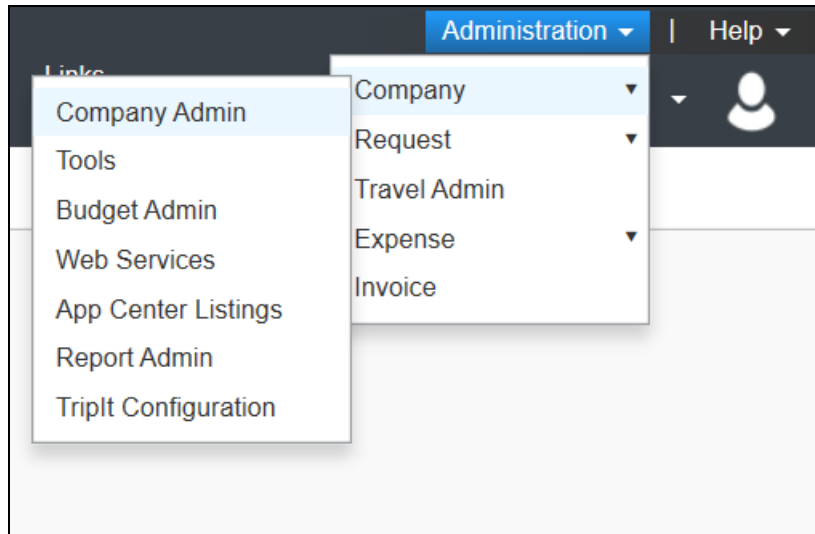 Administration | Help
Links
Company
Request
Travel Admin
Expense
Invoice
Company Admin
Tools
Budget Admin
Web Services
App Center Listings
Report Admin
TripIt Configuration